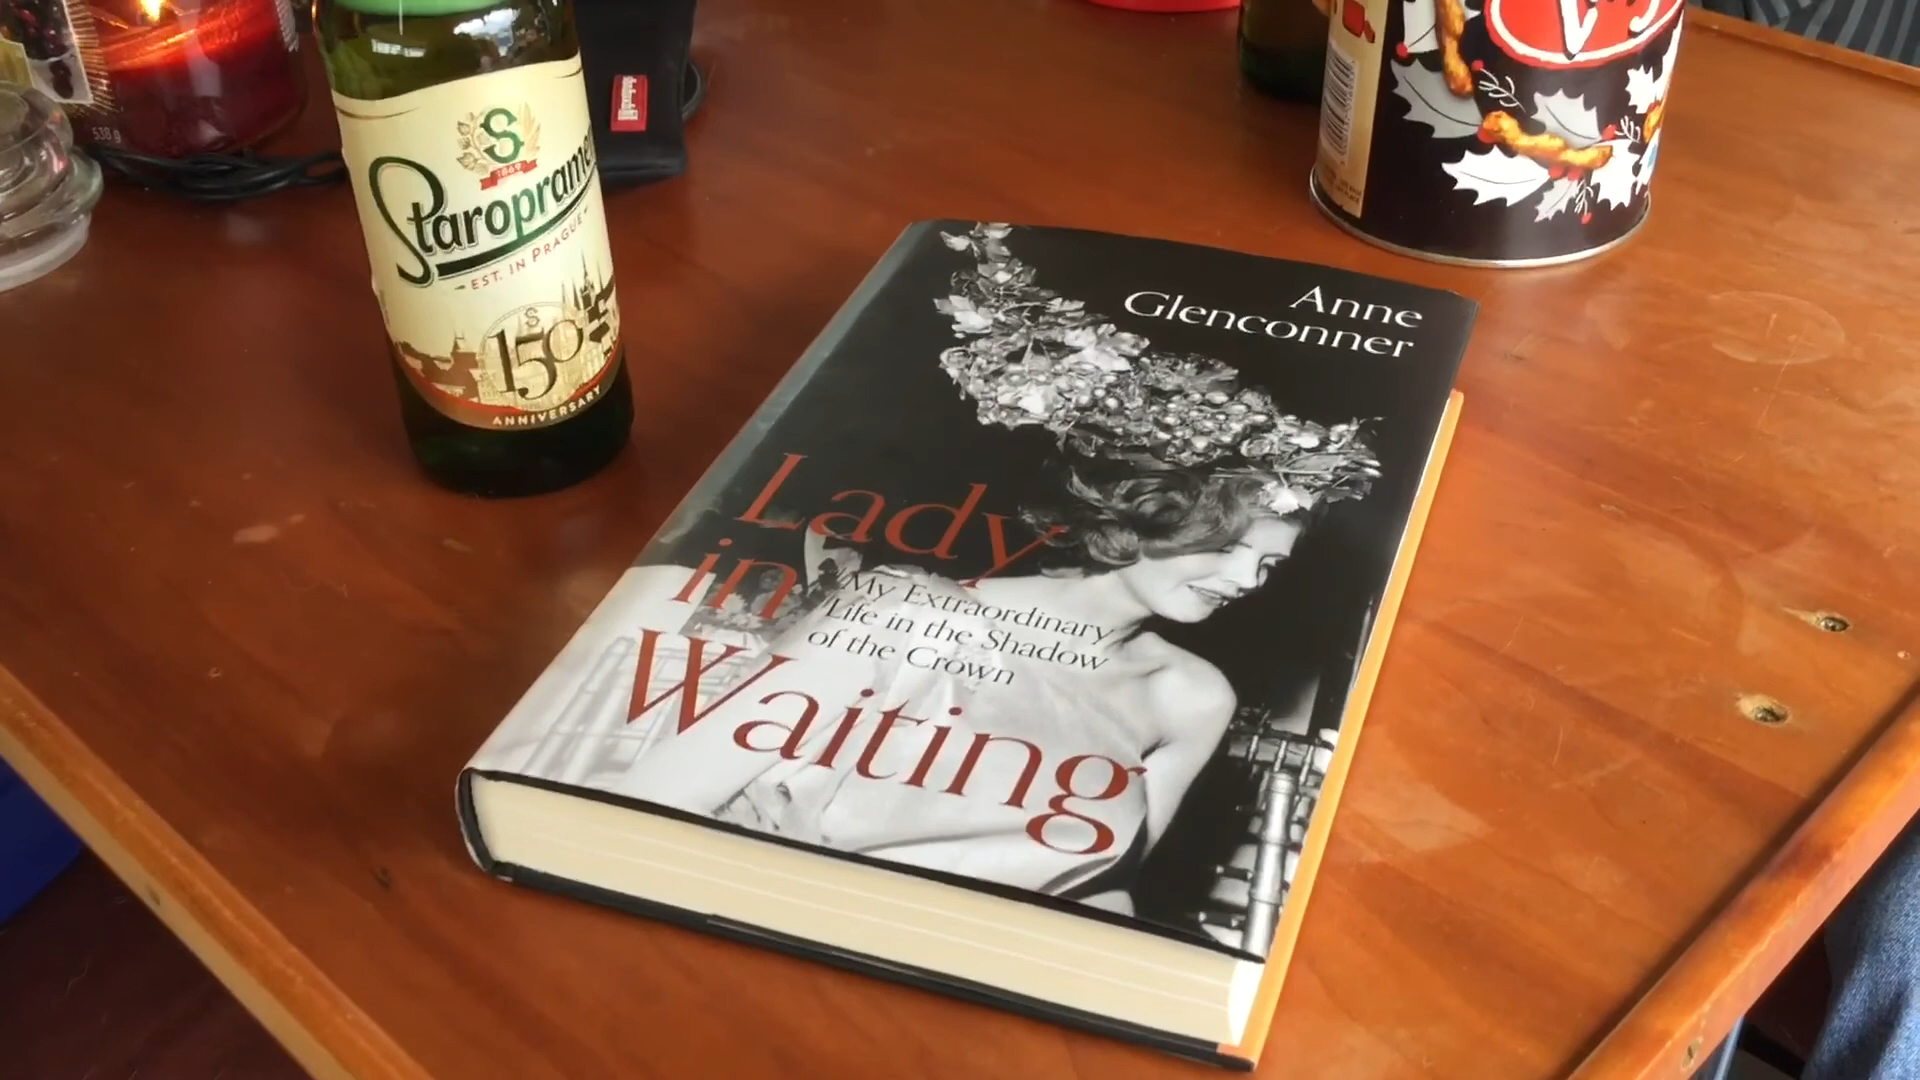 538 g
S
1869
Staropramen
EST. IN PRAGUE
S
150
ANNIVERSARY
Anne
Glenconner
Lady
in
Waiting
My Extraordinary
Life in the Shadow
of the Crown